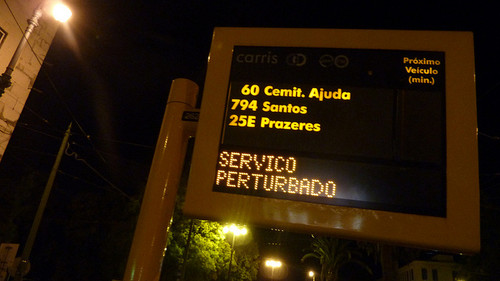 carris
Próximo
Veículo
(min.)
60 Cemit. Ajuda
794 Santos
25E Prazeres
SERVICO
PERTURBADO